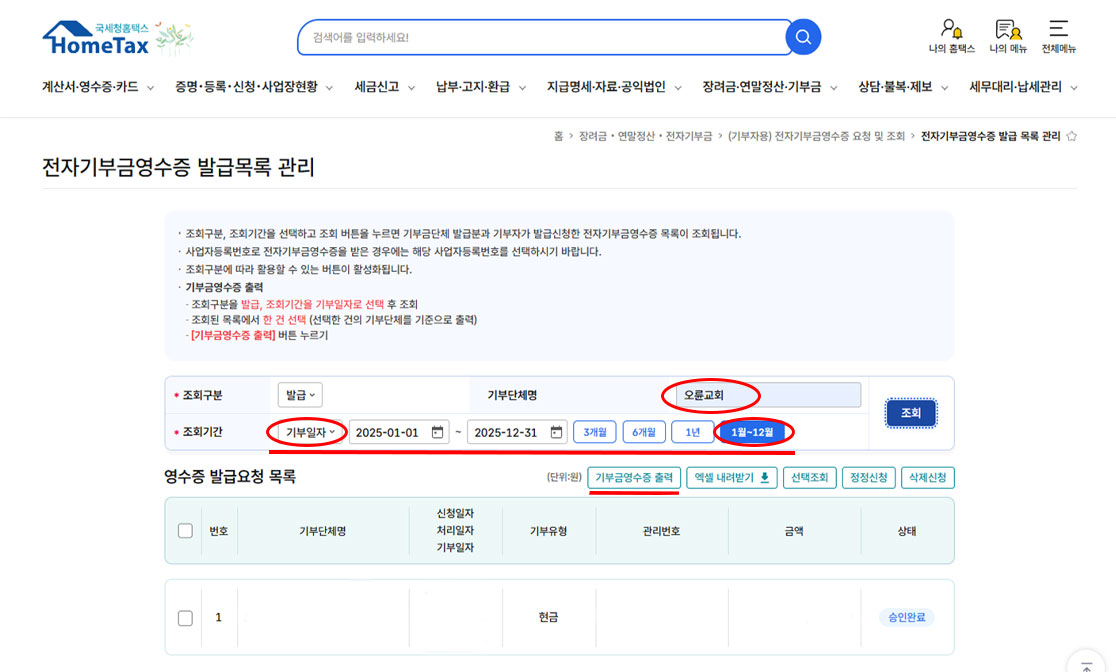 국세청홈택스
HomeTax
검색어를 입력하세요!
나의 홈택스 나의 메뉴 전체메뉴
계산서·영수증·카드 증명·등록·신청·사업장현황 세금신고 납부·고지·환급 지급명세·자료·공익법인 장려금·연말정산·기부금 상담·불복·제보 세무대리·납세관리
홈 > 장려금·연말정산·전자기부금 > (기부자용) 전자기부금영수증 요청 및 조회 > 전자기부금영수증 발급 목록 관리
전자기부금영수증 발급목록 관리
· 조회구분, 조회기간을 선택하고 조회 버튼을 누르면 기부금단체 발급분과 기부자가 발급신청한 전자기부금영수증 목록이 조회됩니다.
· 사업자등록번호로 전자기부금영수증을 받은 경우에는 해당 사업자등록번호를 선택하시기 바랍니다.
· 조회구분에 따라 활용할 수 있는 버튼이 활성화됩니다.
· 기부금영수증 출력
- 조회구분을 발급, 조회기간을 기부일자로 선택 후 조회
- 조회된 목록에서 한 건 선택 (선택한 건의 기부단체를 기준으로 출력)
- [기부금영수증 출력] 버튼 누르기
조회구분 발급 기부단체명 오륜교회
조회
조회기간 기부일자 2025-01-01 ~ 2025-12-31 3개월 6개월 1년 1월~12월
영수증 발급요청 목록 (단위:원) 기부금영수증 출력 엑셀 내려받기 선택조회 정정신청 삭제신청
번호 기부단체명 신청일자 처리일자 기부일자 기부유형 관리번호 금액 상태
1 현금 승인완료